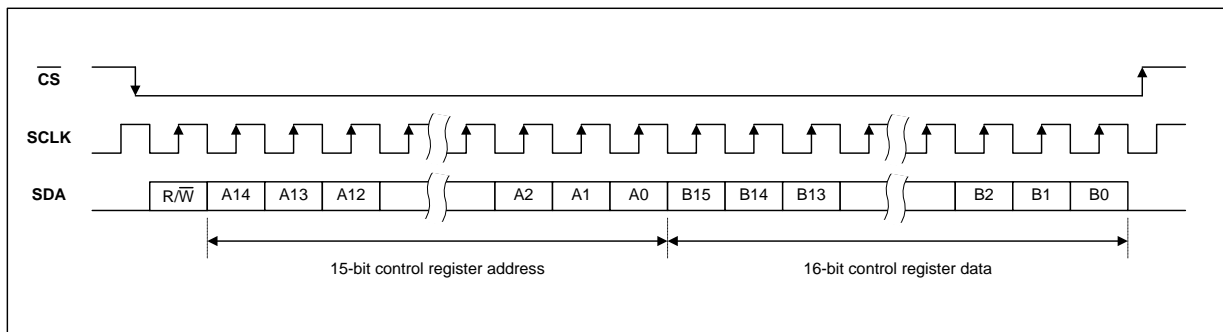 CS
SCLK
SDA R/W A14 A13 A12 A2 A1 A0 B15 B14 B13 B2 B1 B0
15-bit control register address 16-bit control register data